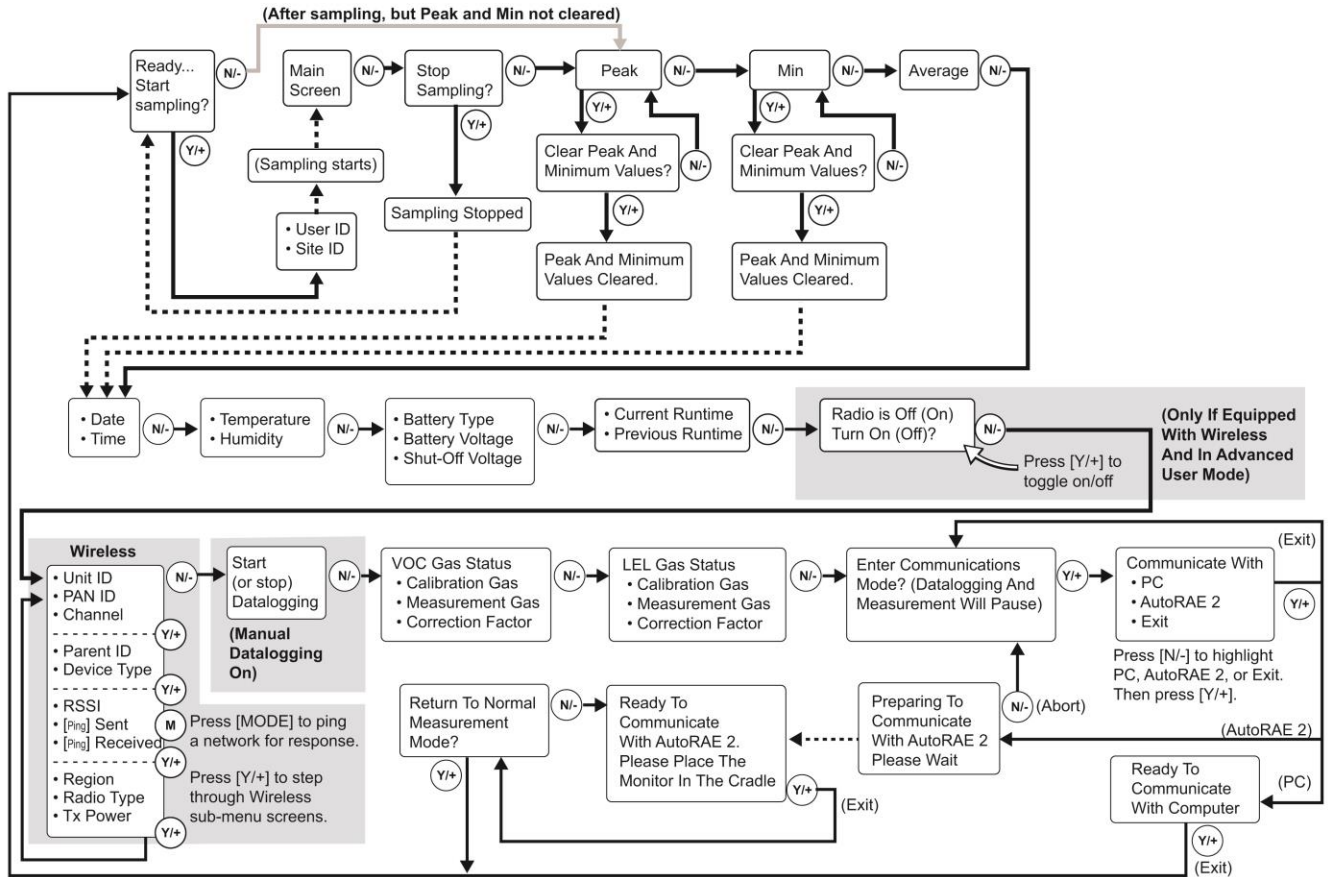 (After sampling, but Peak and Min not cleared)
Ready...
Start
sampling?
N/-
Y/+
Main
Screen
N/-
(Sampling starts)
• User ID
• Site ID
Stop
Sampling?
N/-
Y/+
Sampling Stopped
Peak
N/-
Y/+
Clear Peak And
Minimum Values?
N/-
Y/+
Peak And Minimum
Values Cleared.
Min
N/-
Y/+
Clear Peak And
Minimum Values?
N/-
Y/+
Peak And Minimum
Values Cleared.
Average
N/-
• Date
• Time
N/-
• Temperature
• Humidity
N/-
• Battery Type
• Battery Voltage
• Shut-Off Voltage
N/-
• Current Runtime
• Previous Runtime
N/-
Radio is Off (On)
Turn On (Off)?
N/-
Press [Y/+] to
toggle on/off
(Only If Equipped
With Wireless
And In Advanced
User Mode)
Wireless
• Unit ID
• PAN ID
• Channel
N/-
Y/+
• Parent ID
• Device Type
Y/+
• RSSI
• [Ping] Sent
• [Ping] Received
M
Press [MODE] to ping
a network for response.
Y/+
• Region
• Radio Type
• Tx Power
Y/+
Press [Y/+] to step
through Wireless
sub-menu screens.
Start
(or stop)
Datalogging
N/-
(Manual
Datalogging
On)
VOC Gas Status
• Calibration Gas
• Measurement Gas
• Correction Factor
N/-
LEL Gas Status
• Calibration Gas
• Measurement Gas
• Correction Factor
N/-
Enter Communications
Mode? (Datalogging And
Measurement Will Pause)
Y/+
Communicate With
• PC
• AutoRAE 2
• Exit
(Exit)
Y/+
Press [N/-] to highlight
PC, AutoRAE 2, or Exit.
Then press [Y/+].
(AutoRAE 2)
(PC)
Return To Normal
Measurement
Mode?
N/-
Y/+
Ready To
Communicate
With AutoRAE 2.
Please Place The
Monitor In The Cradle
Y/+
(Exit)
Preparing To
Communicate
With AutoRAE 2
Please Wait
N/-
(Abort)
Ready To
Communicate
With Computer
Y/+
(Exit)